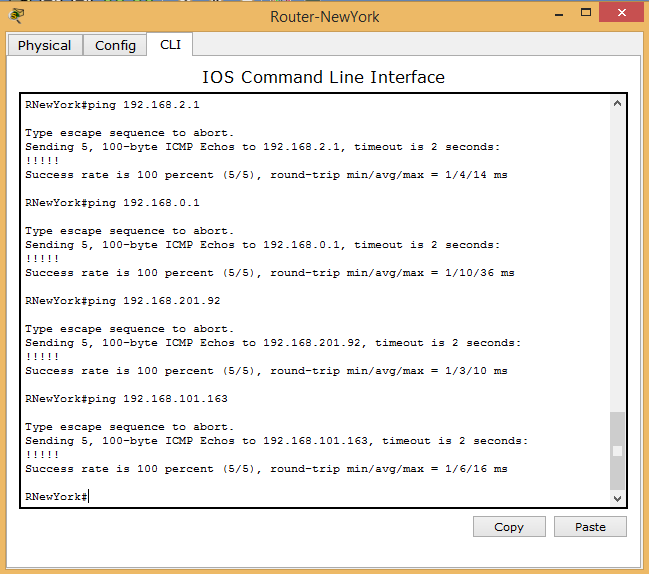 Router-NewYork
Physical Config CLI
IOS Command Line Interface
RNewYork#ping 192.168.2.1
Type escape sequence to abort.
Sending 5, 100-byte ICMP Echos to 192.168.2.1, timeout is 2 seconds:
!!!!!
Success rate is 100 percent (5/5), round-trip min/avg/max = 1/4/14 ms
RNewYork#ping 192.168.0.1
Type escape sequence to abort.
Sending 5, 100-byte ICMP Echos to 192.168.0.1, timeout is 2 seconds:
!!!!!
Success rate is 100 percent (5/5), round-trip min/avg/max = 1/10/36 ms
RNewYork#ping 192.168.201.92
Type escape sequence to abort.
Sending 5, 100-byte ICMP Echos to 192.168.201.92, timeout is 2 seconds:
!!!!!
Success rate is 100 percent (5/5), round-trip min/avg/max = 1/3/10 ms
RNewYork#ping 192.168.101.163
Type escape sequence to abort.
Sending 5, 100-byte ICMP Echos to 192.168.101.163, timeout is 2 seconds:
!!!!!
Success rate is 100 percent (5/5), round-trip min/avg/max = 1/6/16 ms
RNewYork#
Copy Paste